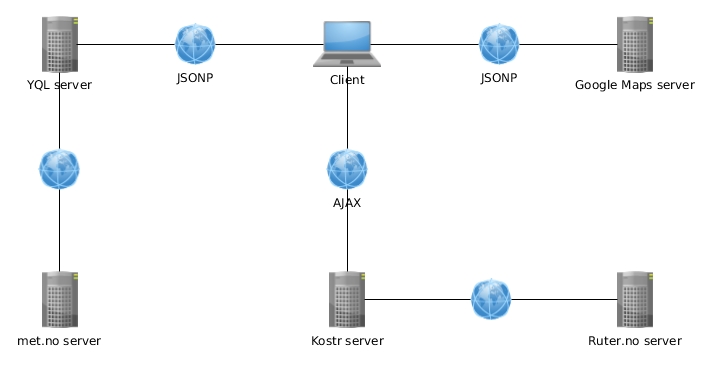 YQL server
JSONP
Client
JSONP
Google Maps server
AJAX
met.no server
Kostr server
Ruter.no server